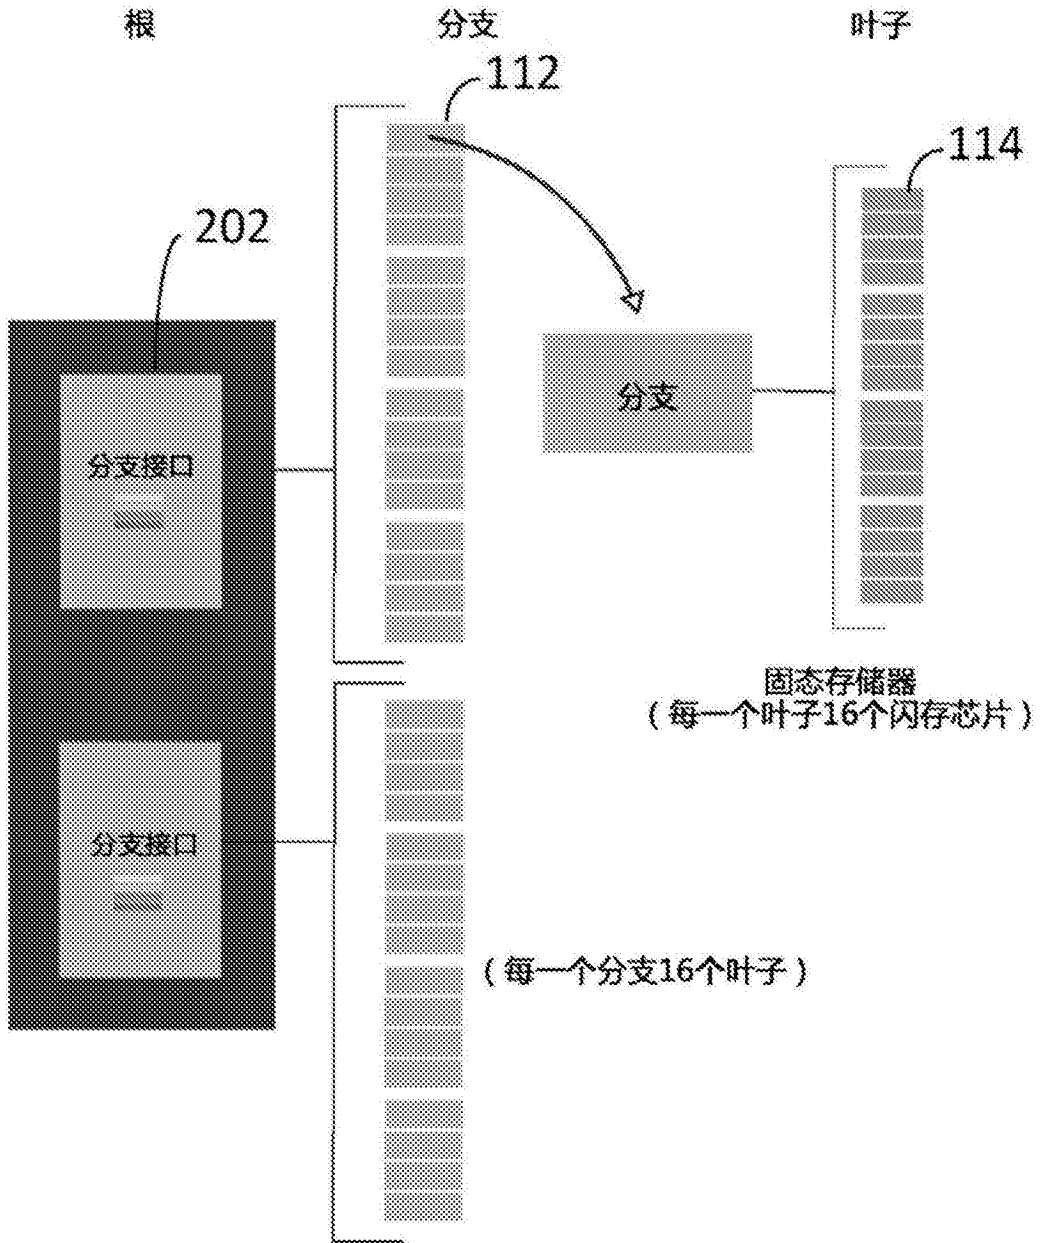 根
分支
叶子
112
114
202
分支
分支接口
固态存储器
（每一个叶子16个闪存芯片）
分支接口
（每一个分支16个叶子）